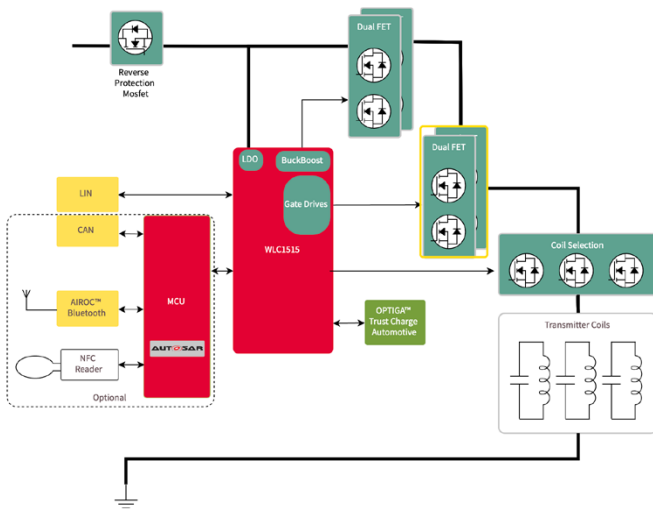 Dual FET
Reverse
Protection
Mosfet
LDO
BuckBoost
Dual FET
LIN
Gate Drives
CAN
WLC1515
Coil Selection
MCU
AIROC™
Bluetooth
OPTIGA™
Trust Charge
Automotive
Transmitter Coils
AUTOSAR
NFC
Reader
Optional